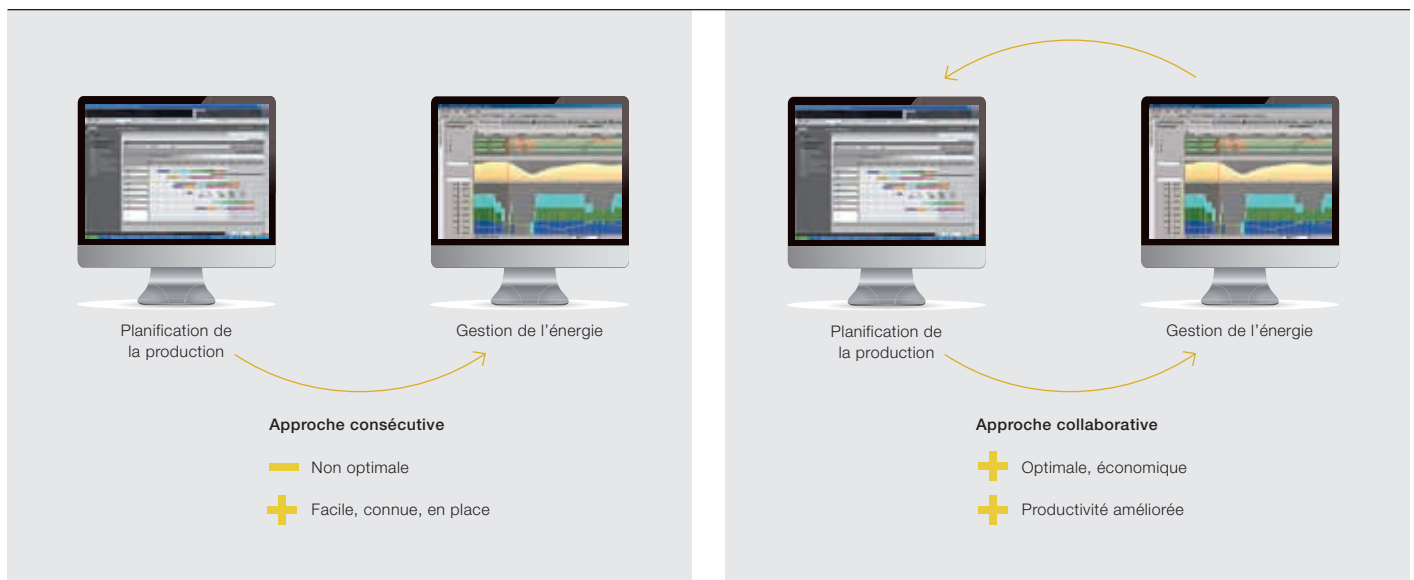 Planification de
la production
Gestion de l'énergie
Approche consécutive
Non optimale
Facile, connue, en place
Planification de
la production
Gestion de l'énergie
Approche collaborative
Optimale, économique
Productivité améliorée